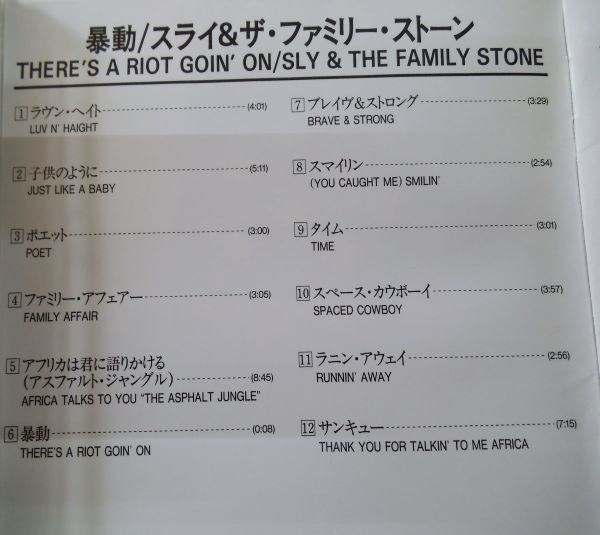 暴動/スライ&ザ・ファミリー・ストーン
THERE'S A RIOT GOIN' ON/SLY & THE FAMILY STONE
1 ラヴン・ヘイト (4:01)
LUV N' HAIGHT
2 子供のように (5:11)
JUST LIKE A BABY
3 ポエット (3:00)
POET
4 ファミリー・アフェアー (3:05)
FAMILY AFFAIR
5 アフリカは君に語りかける
(アスファルト・ジャングル) (8:45)
AFRICA TALKS TO YOU "THE ASPHALT JUNGLE"
6 暴動 (0:08)
THERE'S A RIOT GOIN' ON
7 ブレイヴ&ストロング (3:29)
BRAVE & STRONG
8 スマイリン (2:54)
(YOU CAUGHT ME) SMILIN'
9 タイム (3:01)
TIME
10 スペース・カウボーイ (3:57)
SPACED COWBOY
11 ラニン・アウェイ (2:56)
RUNNIN' AWAY
12 サンキュー (7:15)
THANK YOU FOR TALKIN' TO ME AFRICA